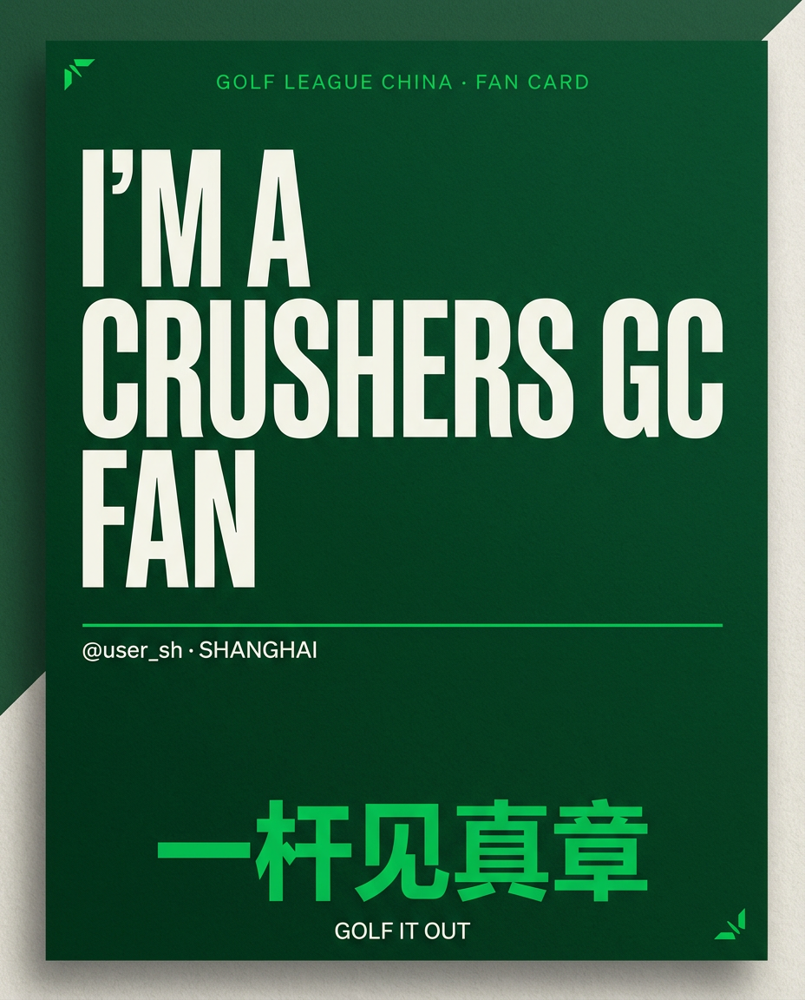 GOLF LEAGUE CHINA · FAN CARD
I’M A
CRUSHERS GC
FAN
@user_sh · SHANGHAI
一杆见真章
GOLF IT OUT